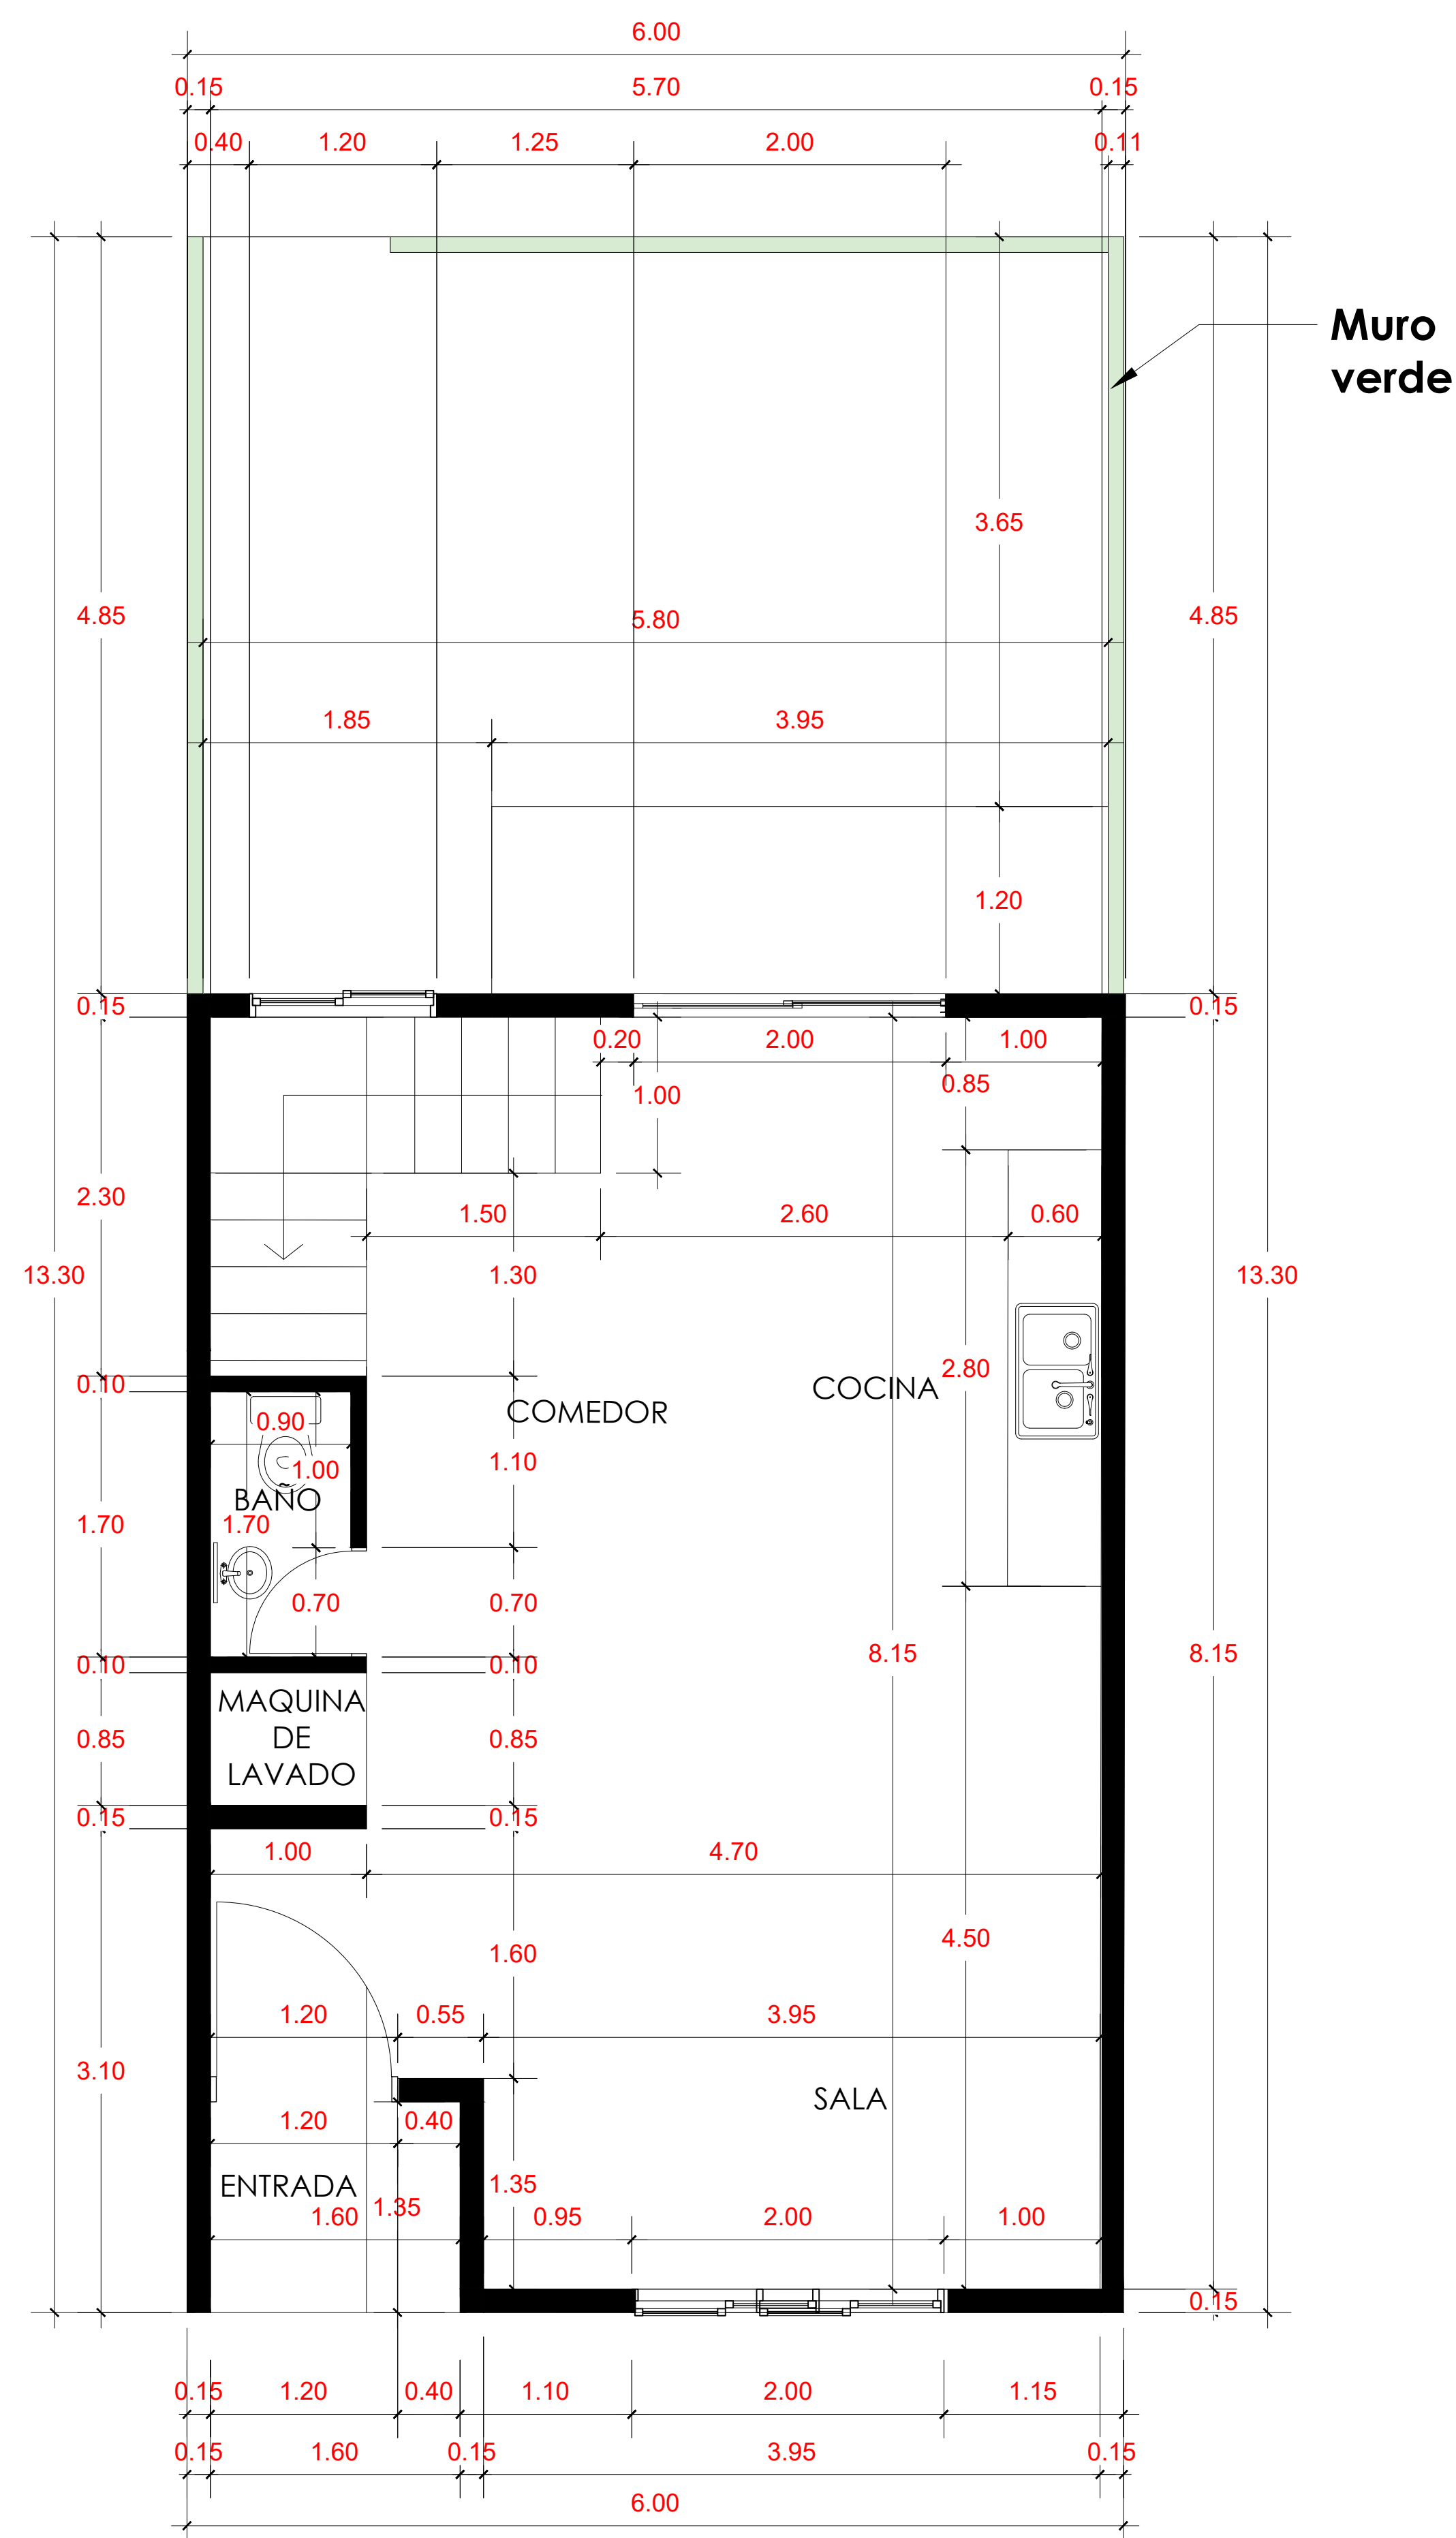 6.00
0.15 5.70 0.15
0.40 1.20 1.25 2.00 0.11
Muro
verde
3.65
4.85 5.80 4.85
1.85 3.95
1.20
0.15 0.15
0.20 2.00 1.00
0.85
1.00
2.30
1.50 2.60 0.60
13.30 1.30 13.30
2.80
0.10 COCINA
COMEDOR
0.90
1.00 1.10
BAÑO
1.70 1.70
0.70 0.70
8.15 8.15
0.10 0.10
MAQUINA
DE
LAVADO
0.85 0.85
0.15 0.15
1.00 4.70
4.50
1.60
1.20 0.55 3.95
3.10
SALA
1.20 0.40
ENTRADA
1.35
1.35
1.60 0.95 2.00 1.00
0.15
0.15 1.20 0.40 1.10 2.00 1.15
0.15 1.60 0.15 3.95 0.15
6.00